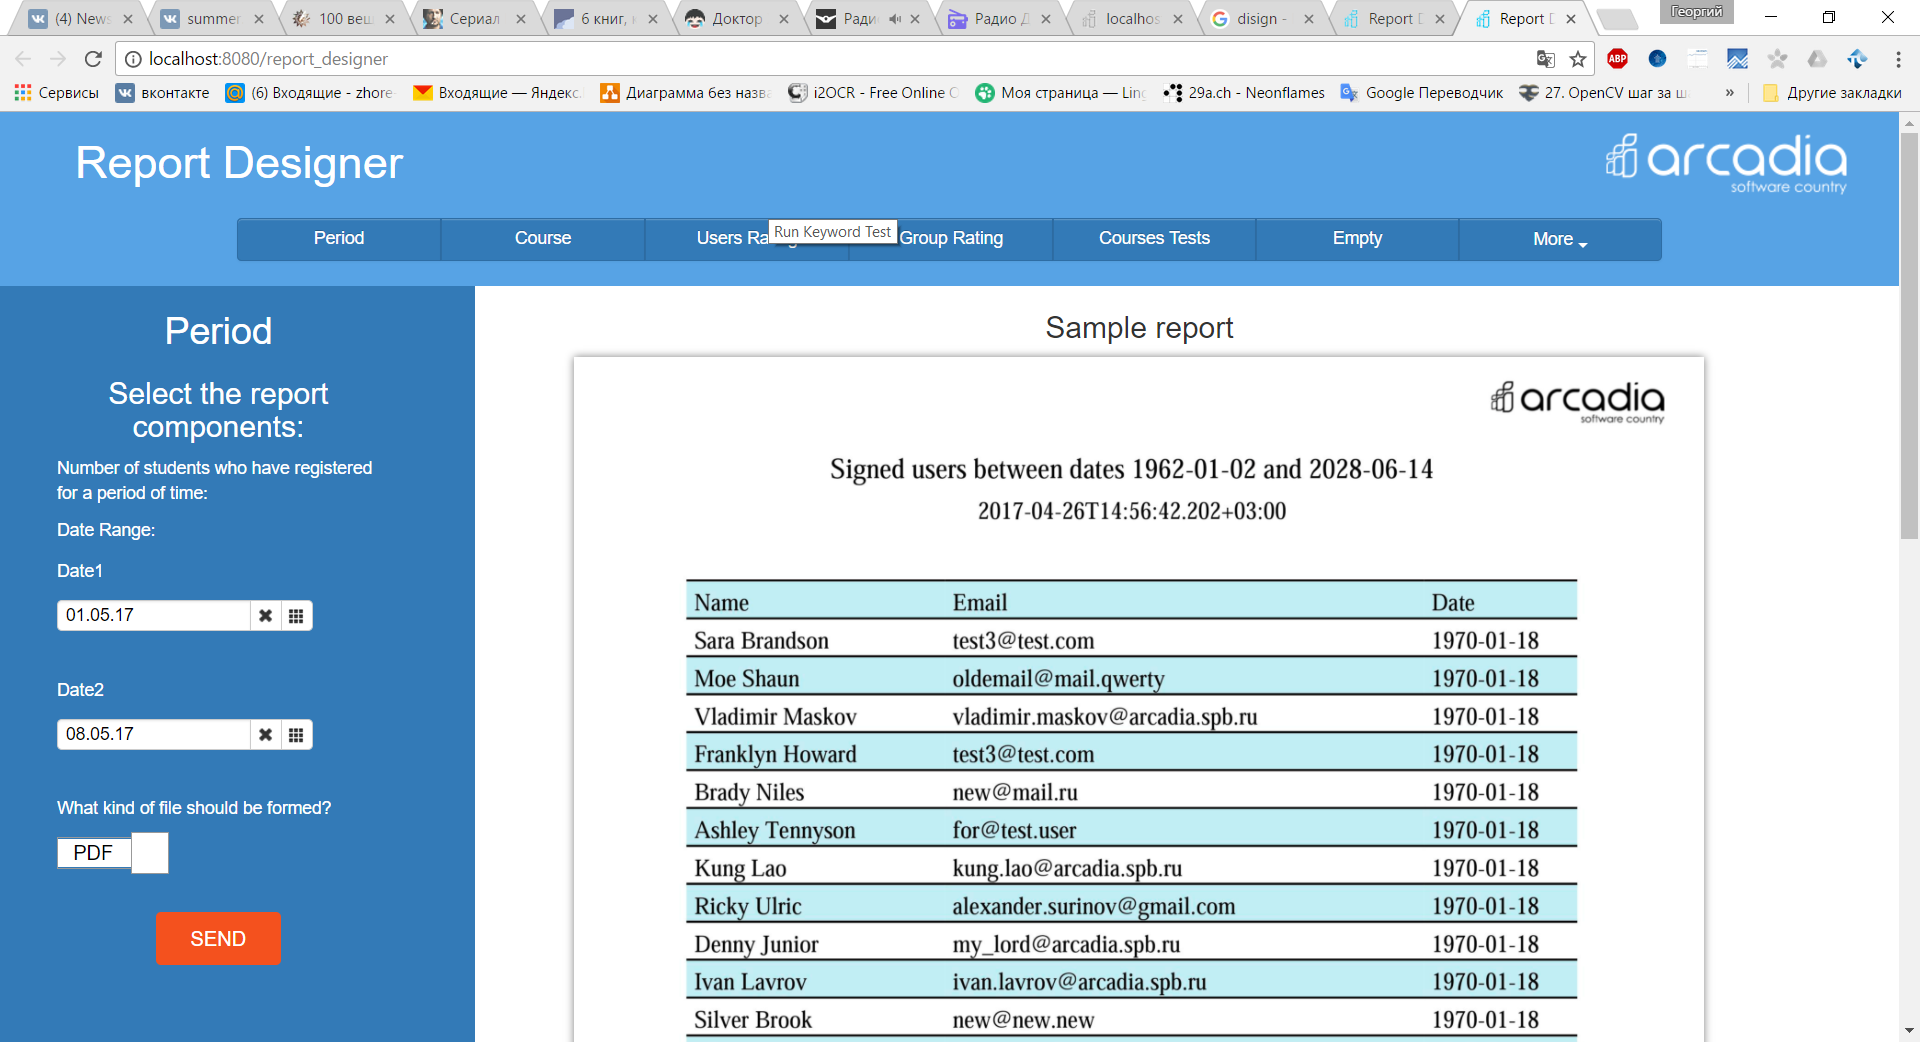 (4) News
summer
100 вещ
Сериал
6 книг,
Доктор
Радио
Радио Д
localhos
disign -
Report D
Report D
Георгий
localhost:8080/report_designer
ABP
Сервисы
вконтакте
(6) Входящие - zhore
Входящие — Яндекс.
Диаграмма без назва
i2OCR - Free Online O
Моя страница — Ling
29a.ch - Neonflames
Google Переводчик
27. OpenCV шаг за ш
»
Другие закладки
Report Designer
arcadia
software country
Period
Course
Users Ra
Run Keyword Test
Group Rating
Courses Tests
Empty
More
Period
Select the report
components:
Number of students who have registered
for a period of time:
Date Range:
Date1
01.05.17
Date2
08.05.17
What kind of file should be formed?
PDF
SEND
Sample report
arcadia
software country
Signed users between dates 1962-01-02 and 2028-06-14
2017-04-26T14:56:42.202+03:00
Name Email Date
Sara Brandson test3@test.com 1970-01-18
Moe Shaun oldemail@mail.qwerty 1970-01-18
Vladimir Maskov vladimir.maskov@arcadia.spb.ru 1970-01-18
Franklyn Howard test3@test.com 1970-01-18
Brady Niles new@mail.ru 1970-01-18
Ashley Tennyson for@test.user 1970-01-18
Kung Lao kung.lao@arcadia.spb.ru 1970-01-18
Ricky Ulric alexander.surinov@gmail.com 1970-01-18
Denny Junior my_lord@arcadia.spb.ru 1970-01-18
Ivan Lavrov ivan.lavrov@arcadia.spb.ru 1970-01-18
Silver Brook new@new.new 1970-01-18